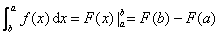 ∫_b^a f(x) dx = F(x) |_a^b = F(b) − F(a)